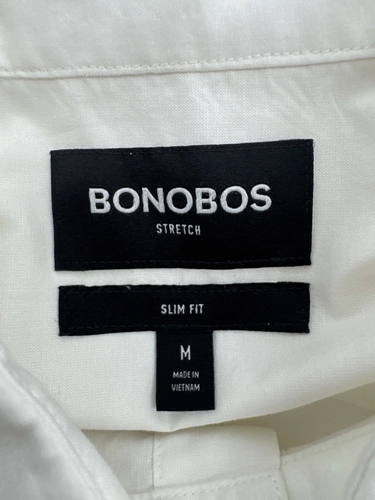 BONOBOS
STRETCH
SLIM FIT
M
MADE IN
VIETNAM